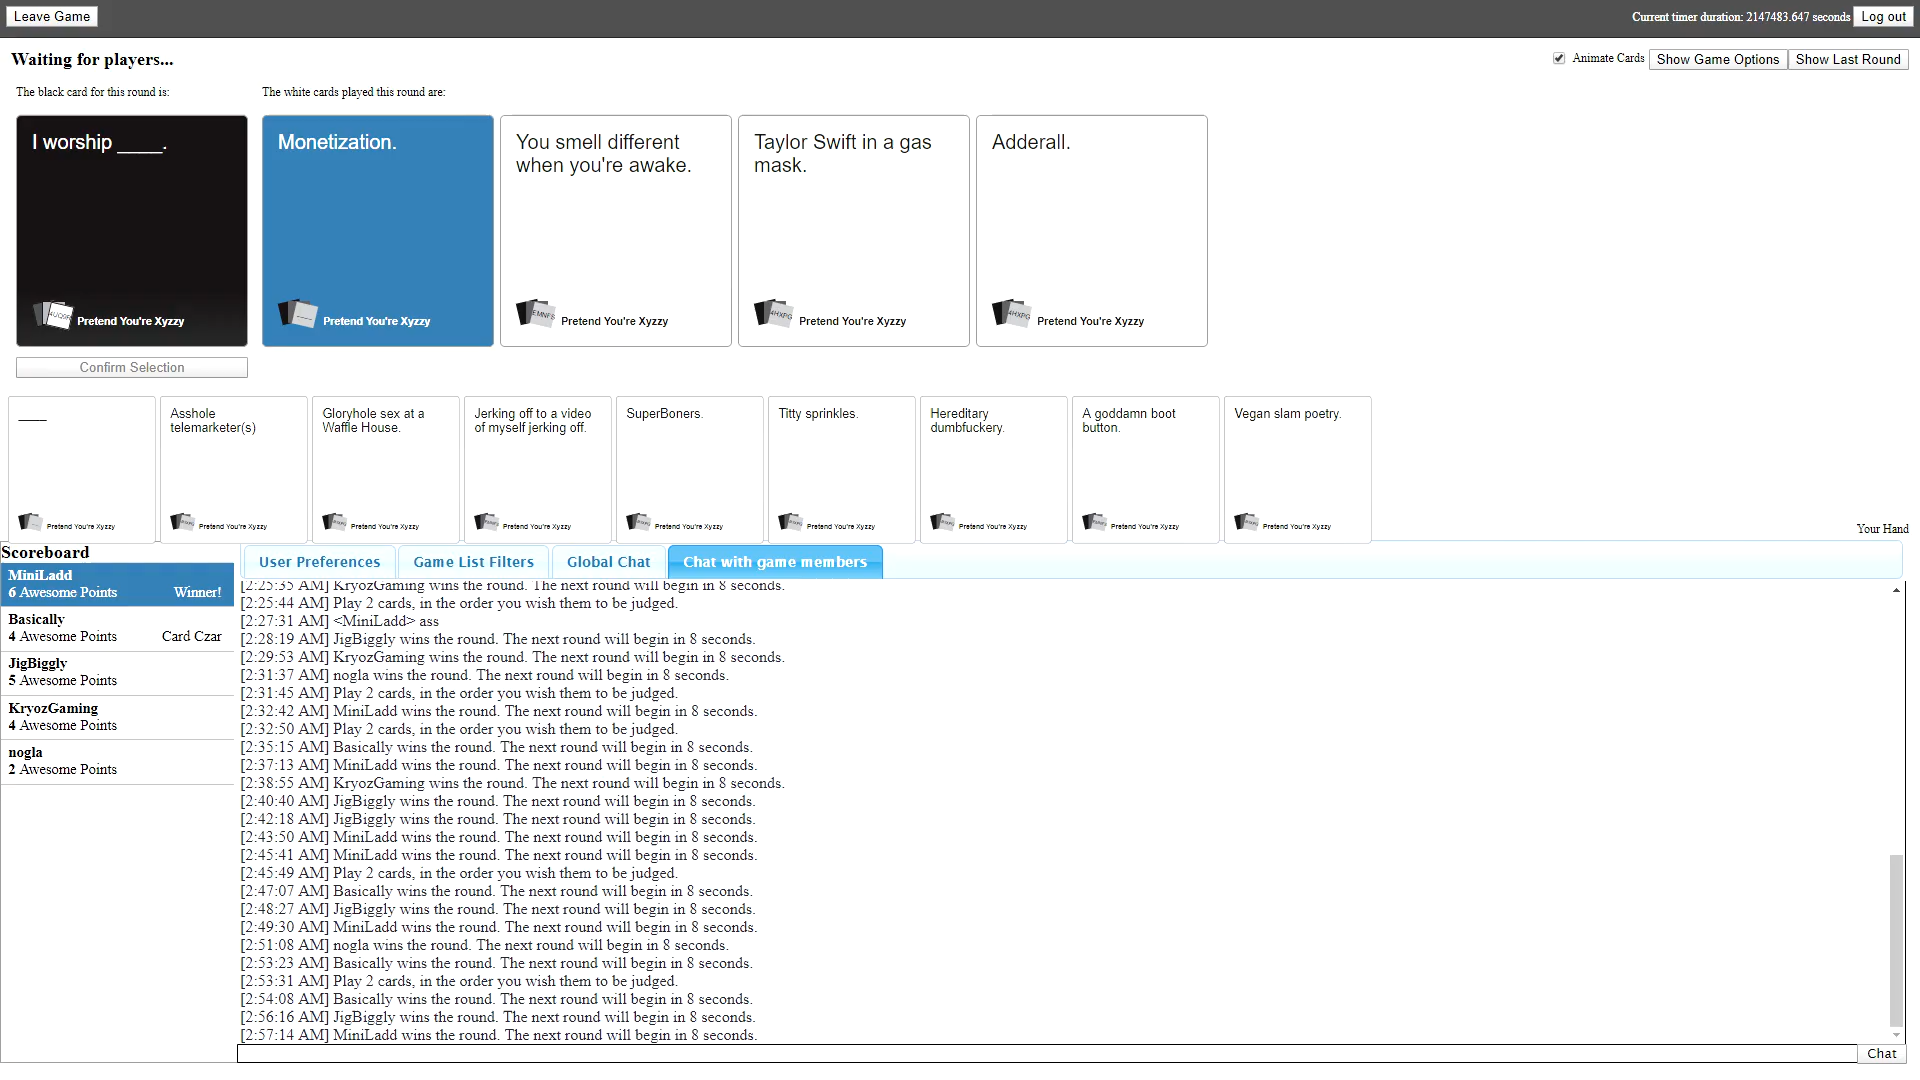 Leave Game
Current timer duration: 2147483.647 seconds Log out
Waiting for players...
Animate Cards Show Game Options Show Last Round
The black card for this round is:
The white cards played this round are:
I worship ____.
4UQ9R Pretend You're Xyzzy
Monetization.
____ Pretend You're Xyzzy
You smell different
when you're awake.
EMNFS Pretend You're Xyzzy
Taylor Swift in a gas
mask.
4HXPG Pretend You're Xyzzy
Adderall.
4HXPG Pretend You're Xyzzy
Confirm Selection
____
Pretend You're Xyzzy
Asshole
telemarketer(s)
Pretend You're Xyzzy
Gloryhole sex at a
Waffle House.
Pretend You're Xyzzy
Jerking off to a video
of myself jerking off.
Pretend You're Xyzzy
SuperBoners.
Pretend You're Xyzzy
Titty sprinkles.
Pretend You're Xyzzy
Hereditary
dumbfuckery.
Pretend You're Xyzzy
A goddamn boot
button.
Pretend You're Xyzzy
Vegan slam poetry.
Pretend You're Xyzzy
Your Hand
Scoreboard
MiniLadd
6 Awesome Points Winner!
Basically
4 Awesome Points Card Czar
JigBiggly
5 Awesome Points
KryozGaming
4 Awesome Points
nogla
2 Awesome Points
User Preferences Game List Filters Global Chat Chat with game members
[2:25:35 AM] KryozGaming wins the round. The next round will begin in 8 seconds.
[2:25:44 AM] Play 2 cards, in the order you wish them to be judged.
[2:27:31 AM] <MiniLadd> ass
[2:28:19 AM] JigBiggly wins the round. The next round will begin in 8 seconds.
[2:29:53 AM] KryozGaming wins the round. The next round will begin in 8 seconds.
[2:31:37 AM] nogla wins the round. The next round will begin in 8 seconds.
[2:31:45 AM] Play 2 cards, in the order you wish them to be judged.
[2:32:42 AM] MiniLadd wins the round. The next round will begin in 8 seconds.
[2:32:50 AM] Play 2 cards, in the order you wish them to be judged.
[2:35:15 AM] Basically wins the round. The next round will begin in 8 seconds.
[2:37:13 AM] MiniLadd wins the round. The next round will begin in 8 seconds.
[2:38:55 AM] KryozGaming wins the round. The next round will begin in 8 seconds.
[2:40:40 AM] JigBiggly wins the round. The next round will begin in 8 seconds.
[2:42:18 AM] JigBiggly wins the round. The next round will begin in 8 seconds.
[2:43:50 AM] MiniLadd wins the round. The next round will begin in 8 seconds.
[2:45:41 AM] MiniLadd wins the round. The next round will begin in 8 seconds.
[2:45:49 AM] Play 2 cards, in the order you wish them to be judged.
[2:47:07 AM] Basically wins the round. The next round will begin in 8 seconds.
[2:48:27 AM] JigBiggly wins the round. The next round will begin in 8 seconds.
[2:49:30 AM] MiniLadd wins the round. The next round will begin in 8 seconds.
[2:51:08 AM] nogla wins the round. The next round will begin in 8 seconds.
[2:53:23 AM] Basically wins the round. The next round will begin in 8 seconds.
[2:53:31 AM] Play 2 cards, in the order you wish them to be judged.
[2:54:08 AM] Basically wins the round. The next round will begin in 8 seconds.
[2:56:16 AM] JigBiggly wins the round. The next round will begin in 8 seconds.
[2:57:14 AM] MiniLadd wins the round. The next round will begin in 8 seconds.
Chat